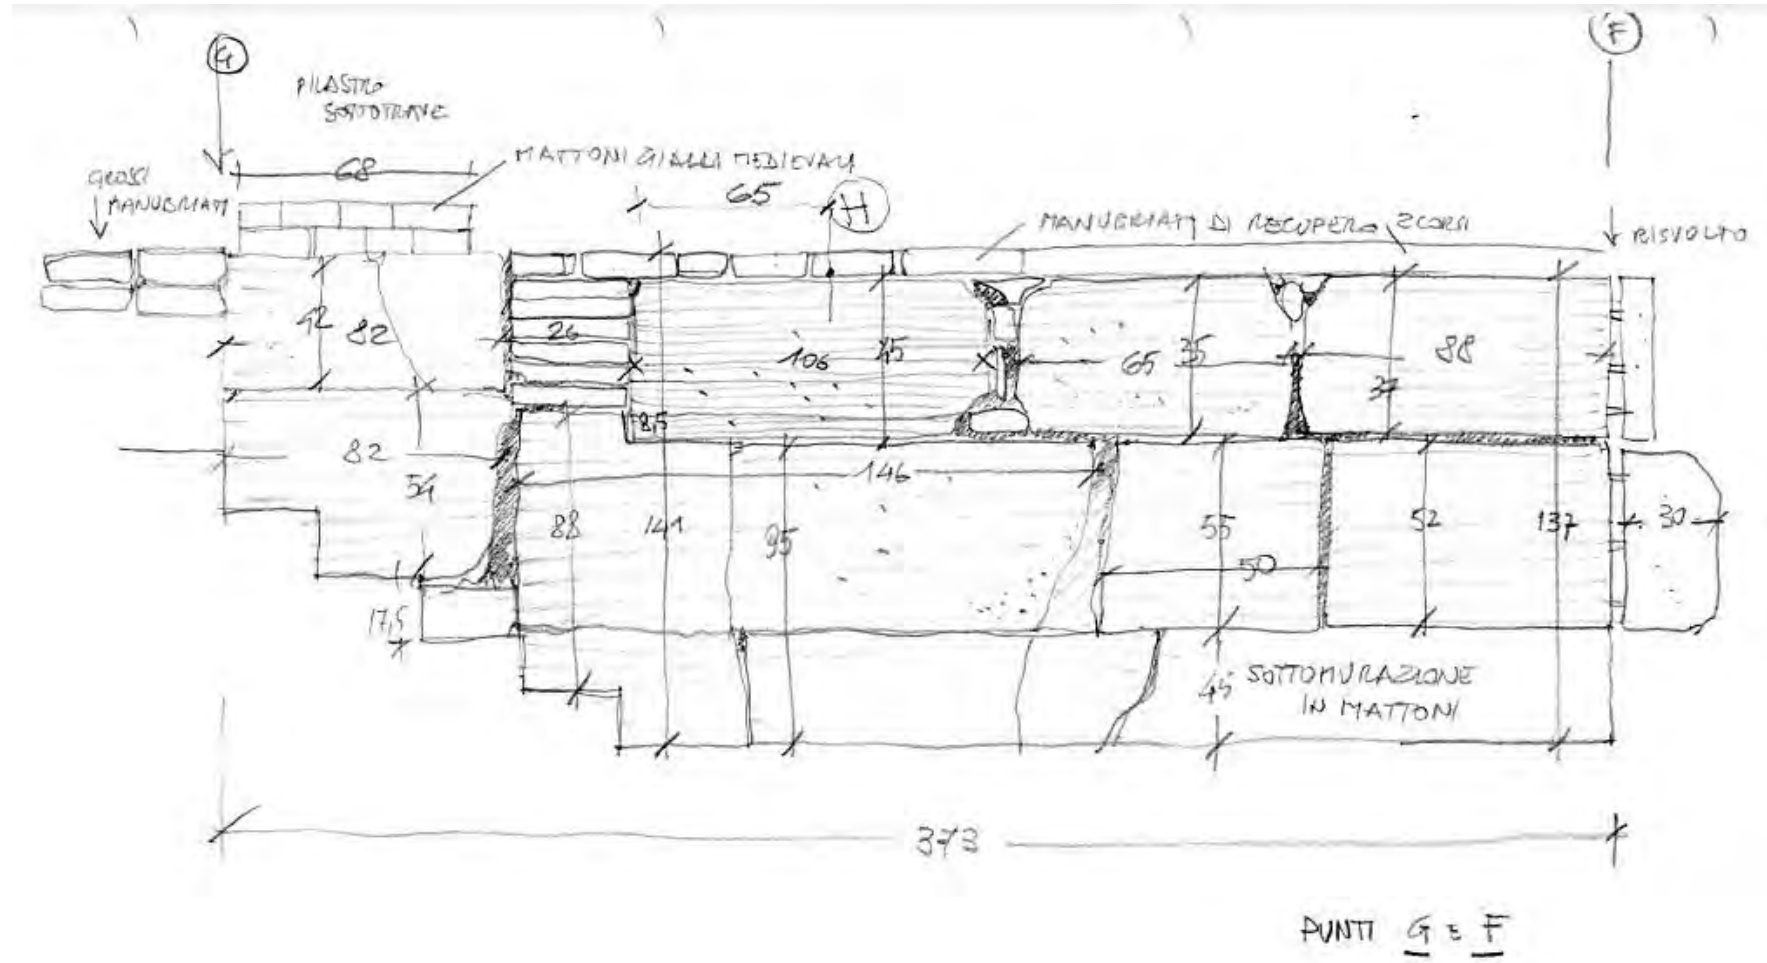 G
F
PILASTRO
SOTTOTRAVE
MATTONI GIALLI MEDIEVALI
68
GROSSI
MANUBRIATI
65
H
MANUBRIATI DI RECUPERO, 2 CORSI
RISVOLTO
42
82
26
106
45
65
35
88
37
8,5
82
54
146
88
141
95
55
50
52
137
30
17,5
45
SOTTOMURAZIONE
IN MATTONI
373
PUNTI G E F